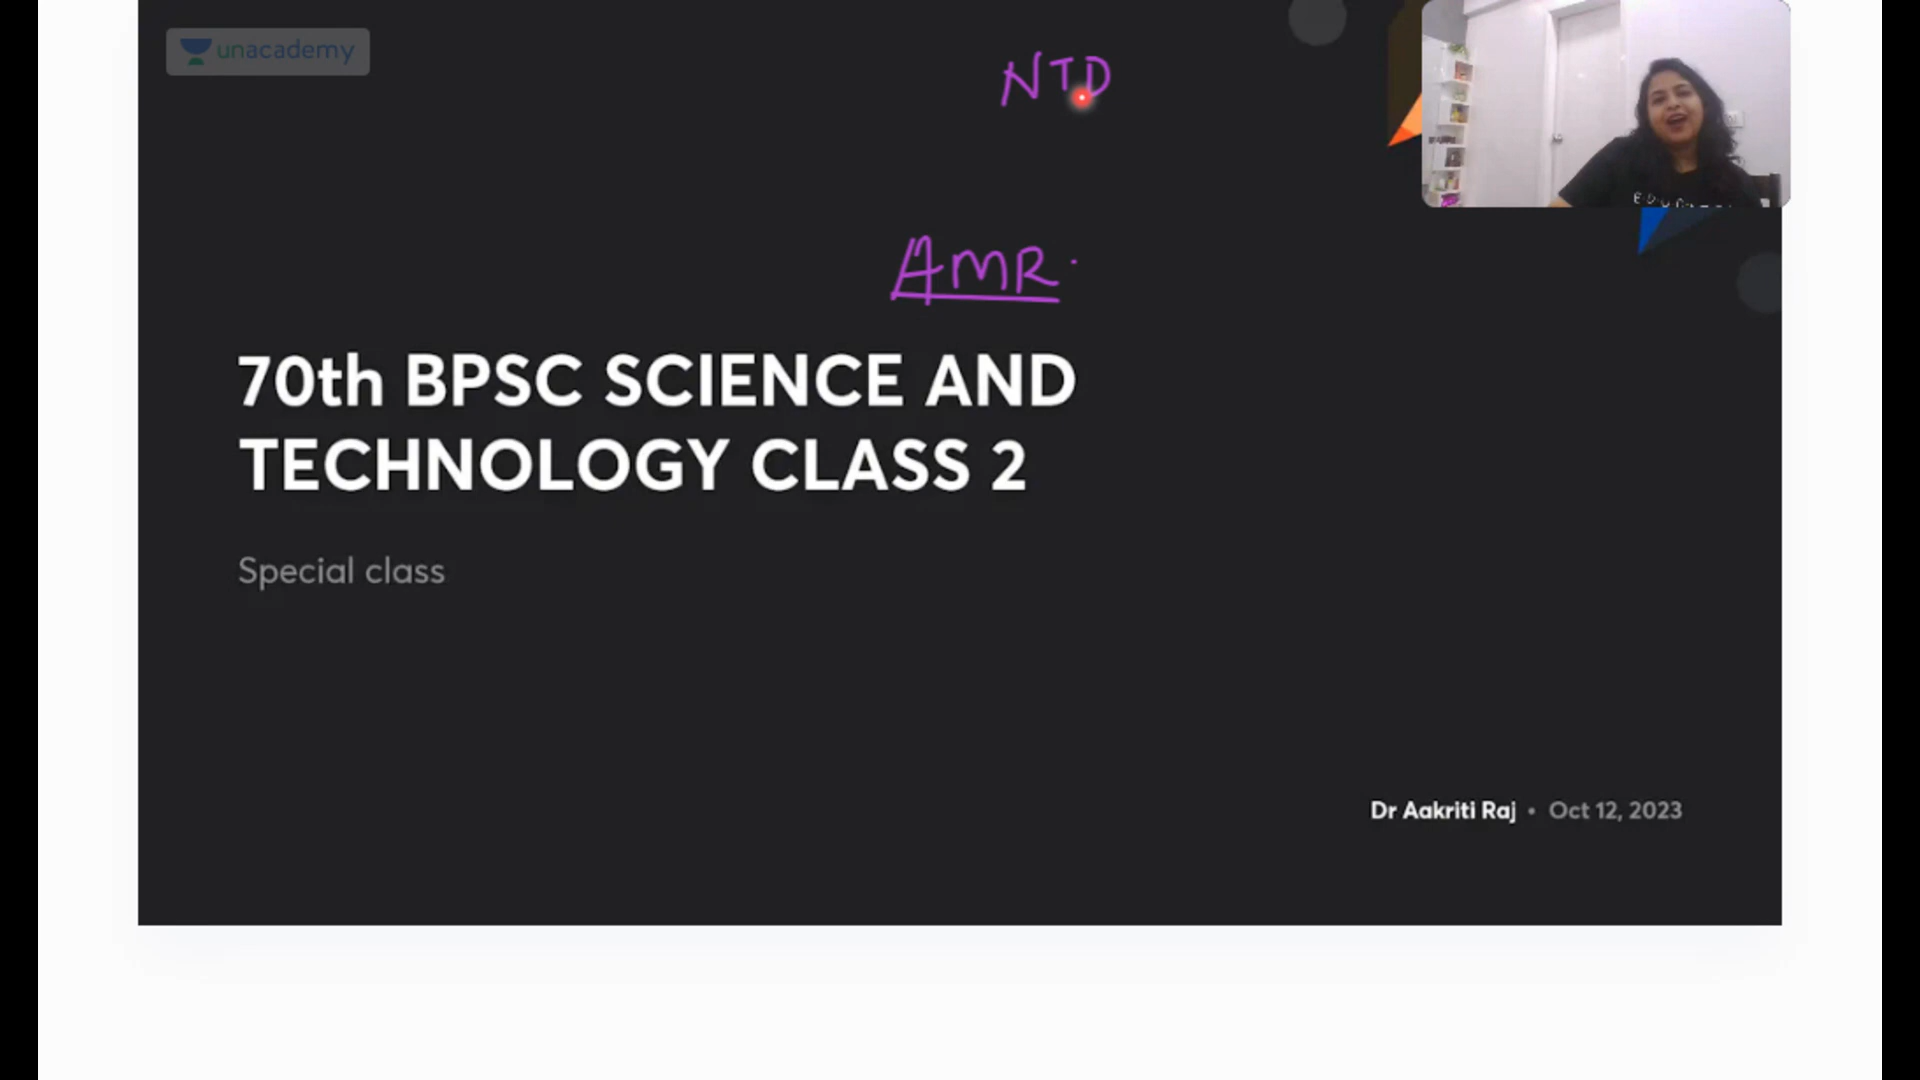 unacademy
NTD
AMR
70th BPSC SCIENCE AND
TECHNOLOGY CLASS 2
Special class
Dr Aakriti Raj • Oct 12, 2023